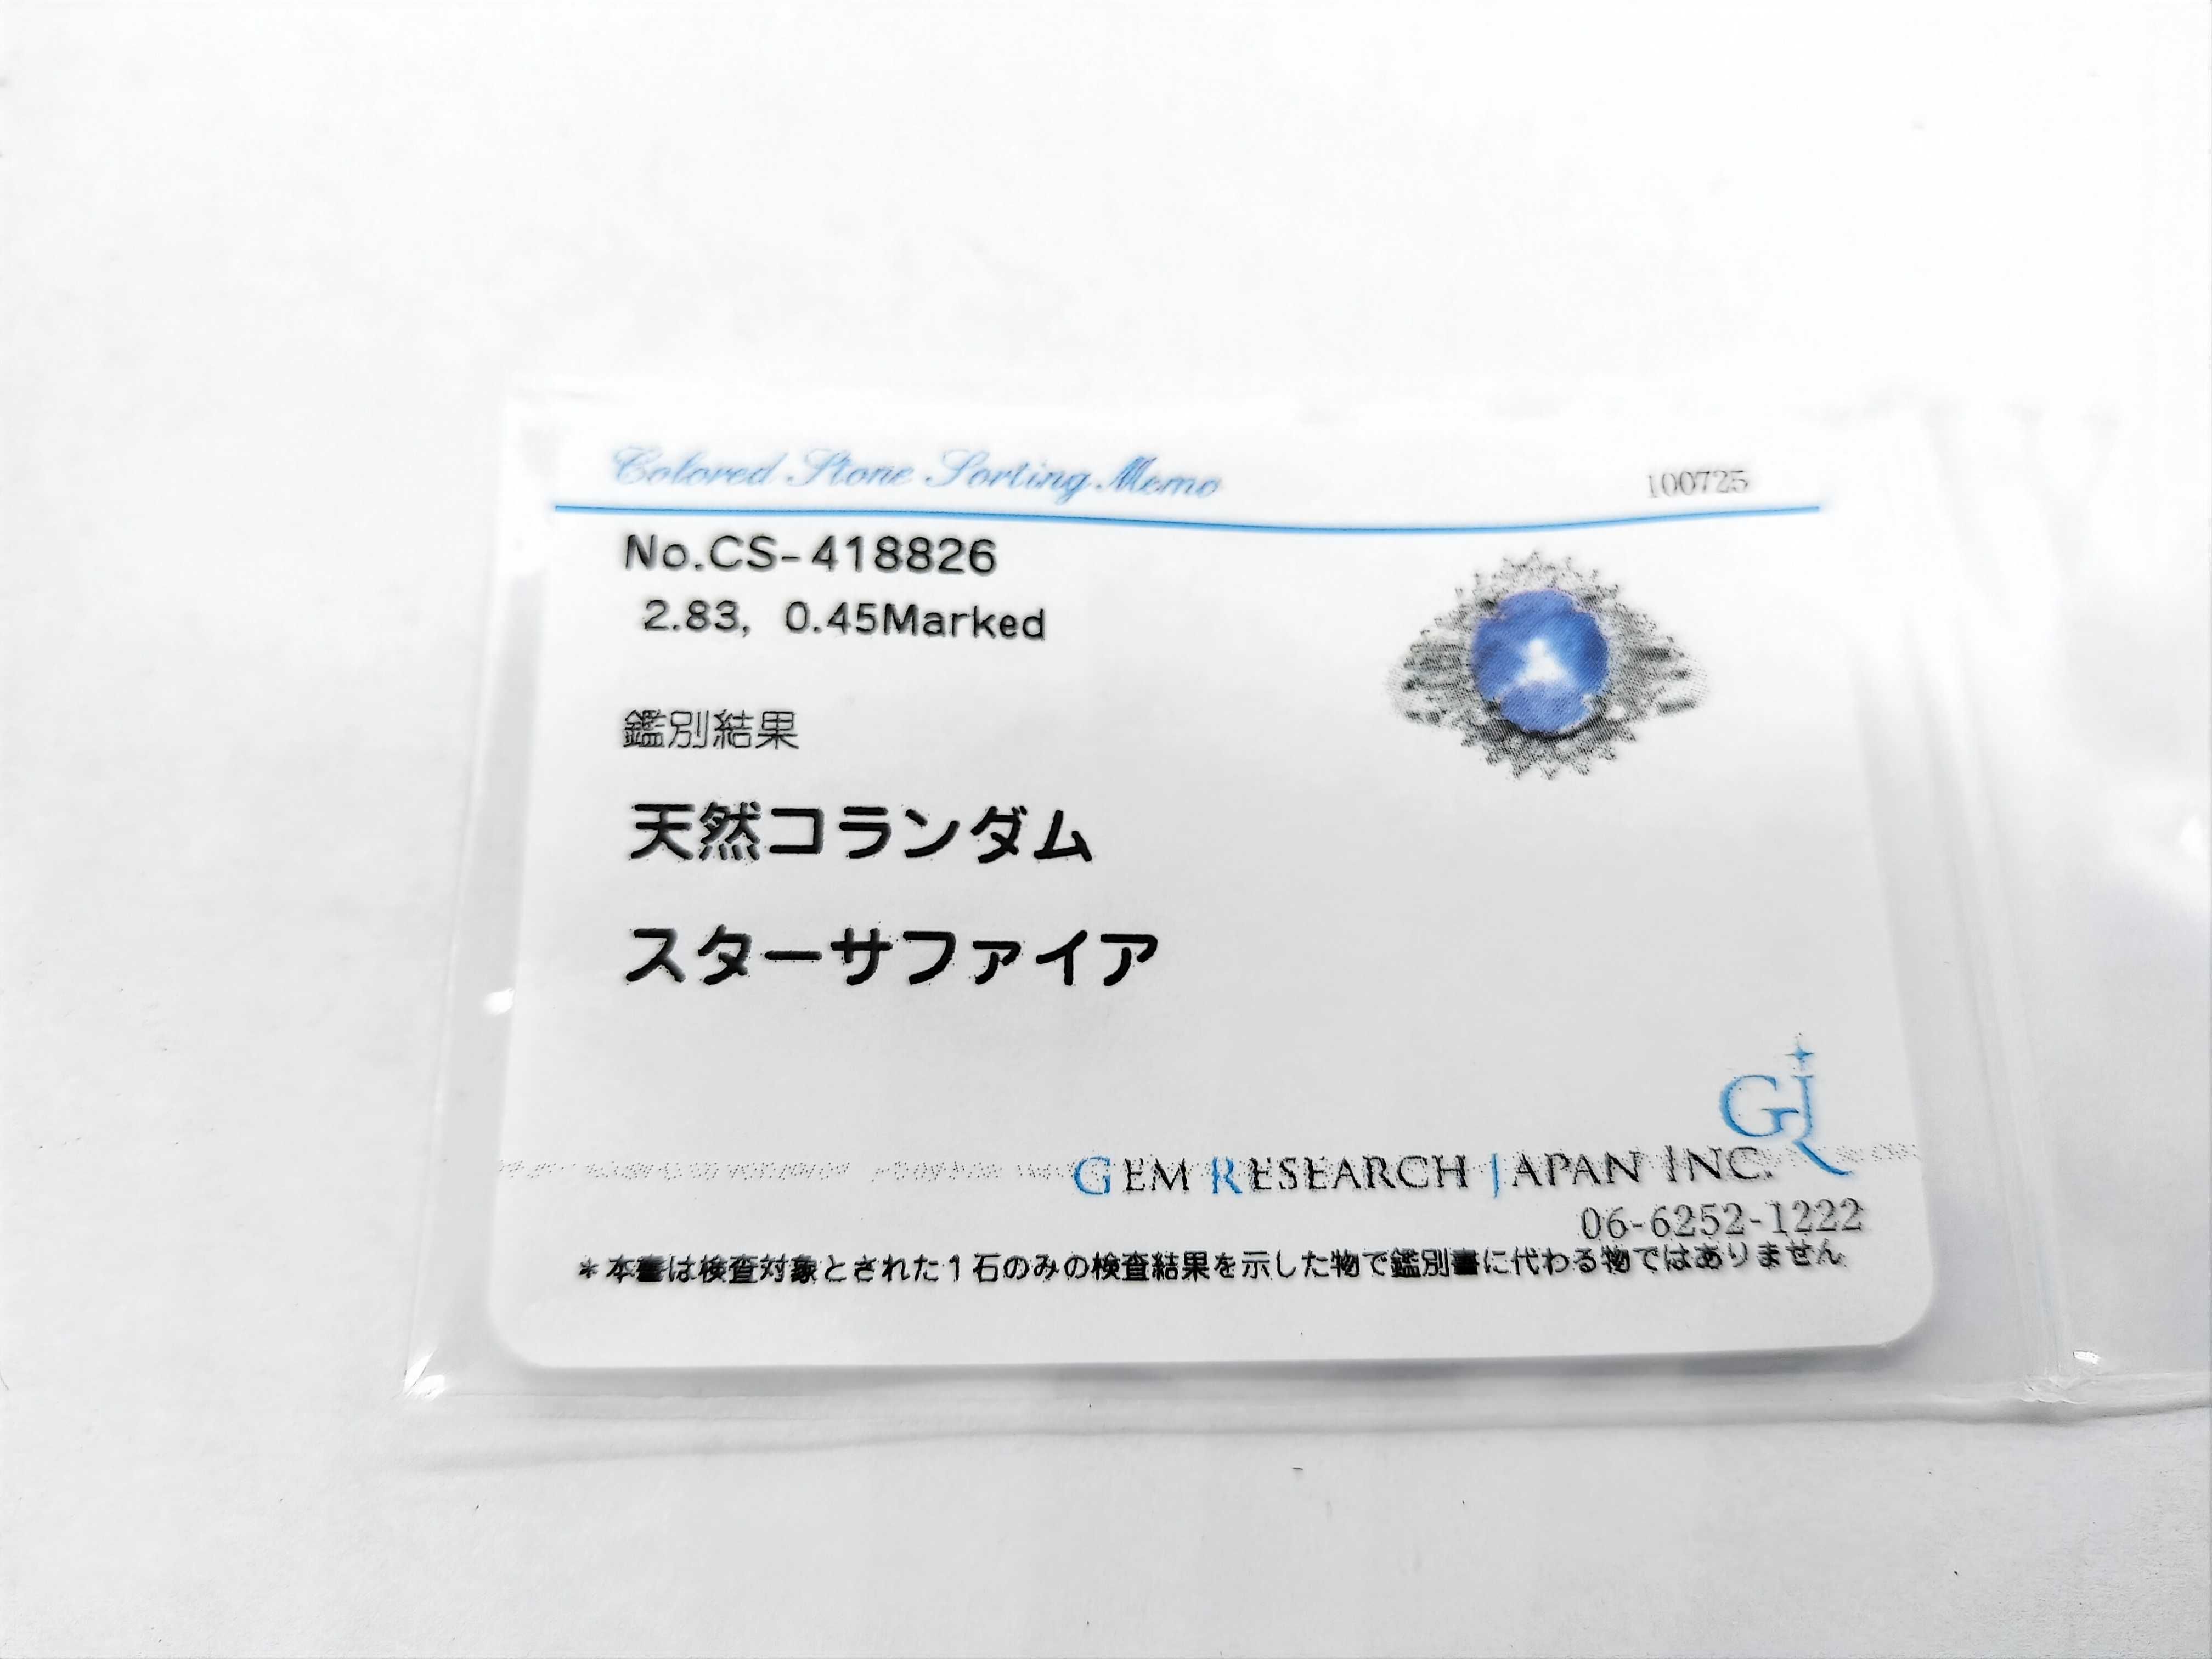 Colored Stone Sorting Memo
100725
No.CS-418826
2.83, 0.45Marked
鑑別結果
天然コランダム
スターサファイア
GJR
GEM RESEARCH JAPAN INC.
06-6252-1222
*本書は検査対象とされた1石のみの検査結果を示した物で鑑別書に代わる物ではありません